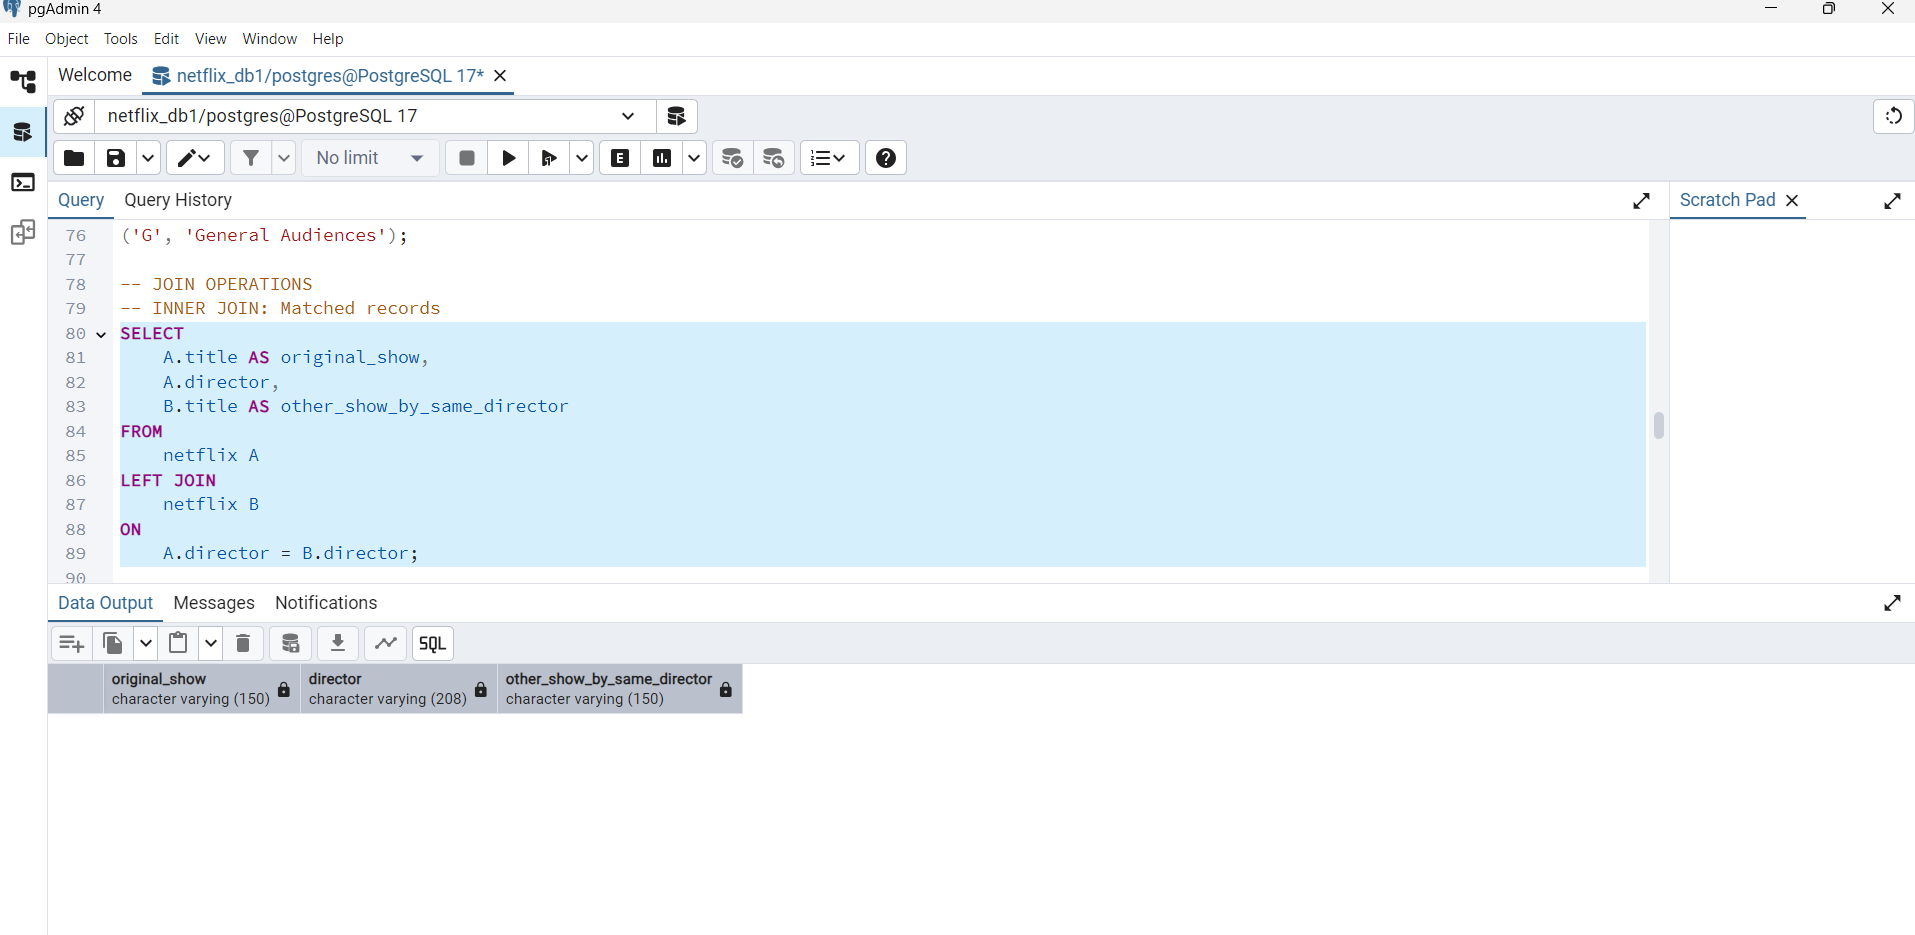 pgAdmin 4
File Object Tools Edit View Window Help
Welcome netflix_db1/postgres@PostgreSQL 17*
netflix_db1/postgres@PostgreSQL 17
No limit E
Query Query History Scratch Pad
76 ('G', 'General Audiences');
77
78 -- JOIN OPERATIONS
79 -- INNER JOIN: Matched records
80 SELECT
81 A.title AS original_show,
82 A.director,
83 B.title AS other_show_by_same_director
84 FROM
85 netflix A
86 LEFT JOIN
87 netflix B
88 ON
89 A.director = B.director;
90
Data Output Messages Notifications
SQL
original_show director other_show_by_same_director
character varying (150) character varying (208) character varying (150)